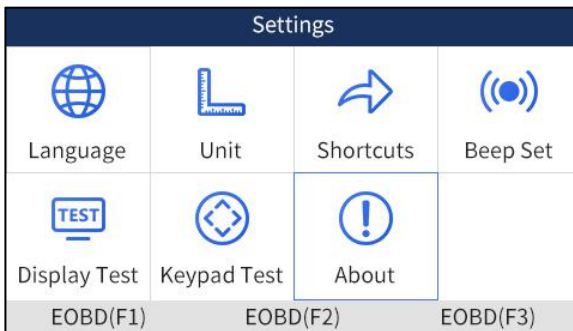 Settings
Language Unit Shortcuts Beep Set
TEST
Display Test Keypad Test About
EOBD(F1) EOBD(F2) EOBD(F3)